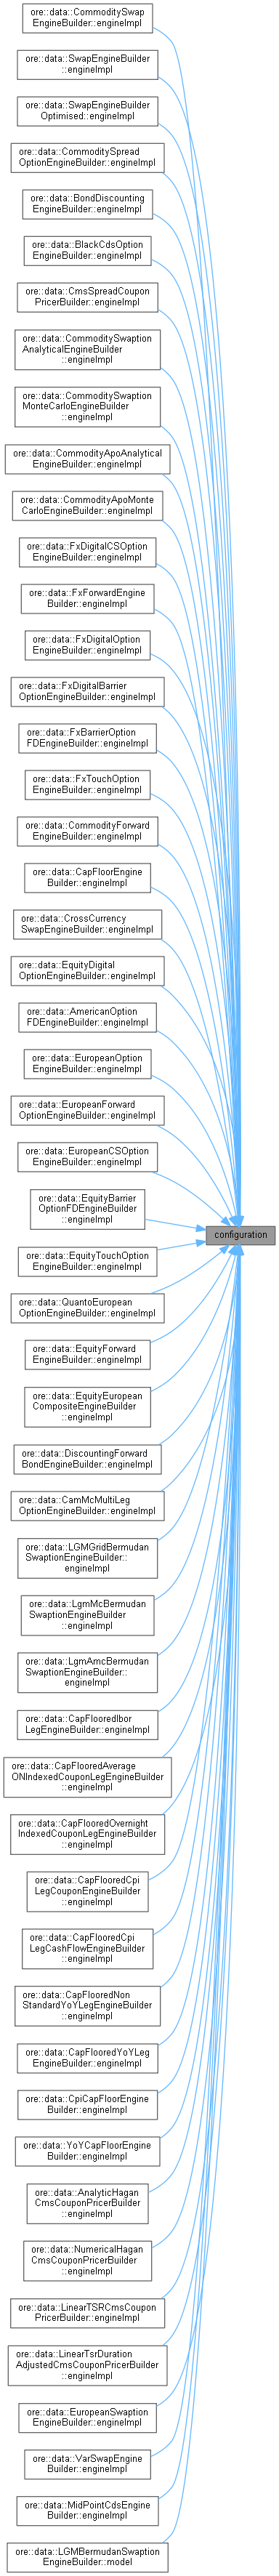 ore::data::CommoditySwap
EngineBuilder::engineImpl
ore::data::SwapEngineBuilder
::engineImpl
ore::data::SwapEngineBuilder
Optimised::engineImpl
ore::data::CommoditySpread
OptionEngineBuilder::engineImpl
ore::data::BondDiscounting
EngineBuilder::engineImpl
ore::data::BlackCdsOption
EngineBuilder::engineImpl
ore::data::CmsSpreadCoupon
PricerBuilder::engineImpl
ore::data::CommoditySwaption
AnalyticalEngineBuilder
::engineImpl
ore::data::CommoditySwaption
MonteCarloEngineBuilder
::engineImpl
ore::data::CommodityApoAnalytical
EngineBuilder::engineImpl
ore::data::CommodityApoMonte
CarloEngineBuilder::engineImpl
ore::data::FxDigitalCSOption
EngineBuilder::engineImpl
ore::data::FxForwardEngine
Builder::engineImpl
ore::data::FxDigitalOption
EngineBuilder::engineImpl
ore::data::FxDigitalBarrier
OptionEngineBuilder::engineImpl
ore::data::FxBarrierOption
FDEngineBuilder::engineImpl
ore::data::FxTouchOption
EngineBuilder::engineImpl
ore::data::CommodityForward
EngineBuilder::engineImpl
ore::data::CapFloorEngine
Builder::engineImpl
ore::data::CrossCurrency
SwapEngineBuilder::engineImpl
ore::data::EquityDigital
OptionEngineBuilder::engineImpl
ore::data::AmericanOption
FDEngineBuilder::engineImpl
ore::data::EuropeanOption
EngineBuilder::engineImpl
ore::data::EuropeanForward
OptionEngineBuilder::engineImpl
ore::data::EuropeanCSOption
EngineBuilder::engineImpl
ore::data::EquityBarrier
OptionFDEngineBuilder
::engineImpl
configuration
ore::data::EquityTouchOption
EngineBuilder::engineImpl
ore::data::QuantoEuropean
OptionEngineBuilder::engineImpl
ore::data::EquityForward
EngineBuilder::engineImpl
ore::data::EquityEuropean
CompositeEngineBuilder
::engineImpl
ore::data::DiscountingForward
BondEngineBuilder::engineImpl
ore::data::CamMcMultiLeg
OptionEngineBuilder::engineImpl
ore::data::LGMGridBermudan
SwaptionEngineBuilder::
engineImpl
ore::data::LgmMcBermudan
SwaptionEngineBuilder
::engineImpl
ore::data::LgmAmcBermudan
SwaptionEngineBuilder::
engineImpl
ore::data::CapFlooredIbor
LegEngineBuilder::engineImpl
ore::data::CapFlooredAverage
ONIndexedCouponLegEngineBuilder
::engineImpl
ore::data::CapFlooredOvernight
IndexedCouponLegEngineBuilder
::engineImpl
ore::data::CapFlooredCpi
LegCouponEngineBuilder
::engineImpl
ore::data::CapFlooredCpi
LegCashFlowEngineBuilder
::engineImpl
ore::data::CapFlooredNon
StandardYoYLegEngineBuilder
::engineImpl
ore::data::CapFlooredYoYLeg
EngineBuilder::engineImpl
ore::data::CpiCapFloorEngine
Builder::engineImpl
ore::data::YoYCapFloorEngine
Builder::engineImpl
ore::data::AnalyticHagan
CmsCouponPricerBuilder
::engineImpl
ore::data::NumericalHagan
CmsCouponPricerBuilder
::engineImpl
ore::data::LinearTSRCmsCoupon
PricerBuilder::engineImpl
ore::data::LinearTsrDuration
AdjustedCmsCouponPricerBuilder
::engineImpl
ore::data::EuropeanSwaption
EngineBuilder::engineImpl
ore::data::VarSwapEngine
Builder::engineImpl
ore::data::MidPointCdsEngine
Builder::engineImpl
ore::data::LGMBermudanSwaption
EngineBuilder::model